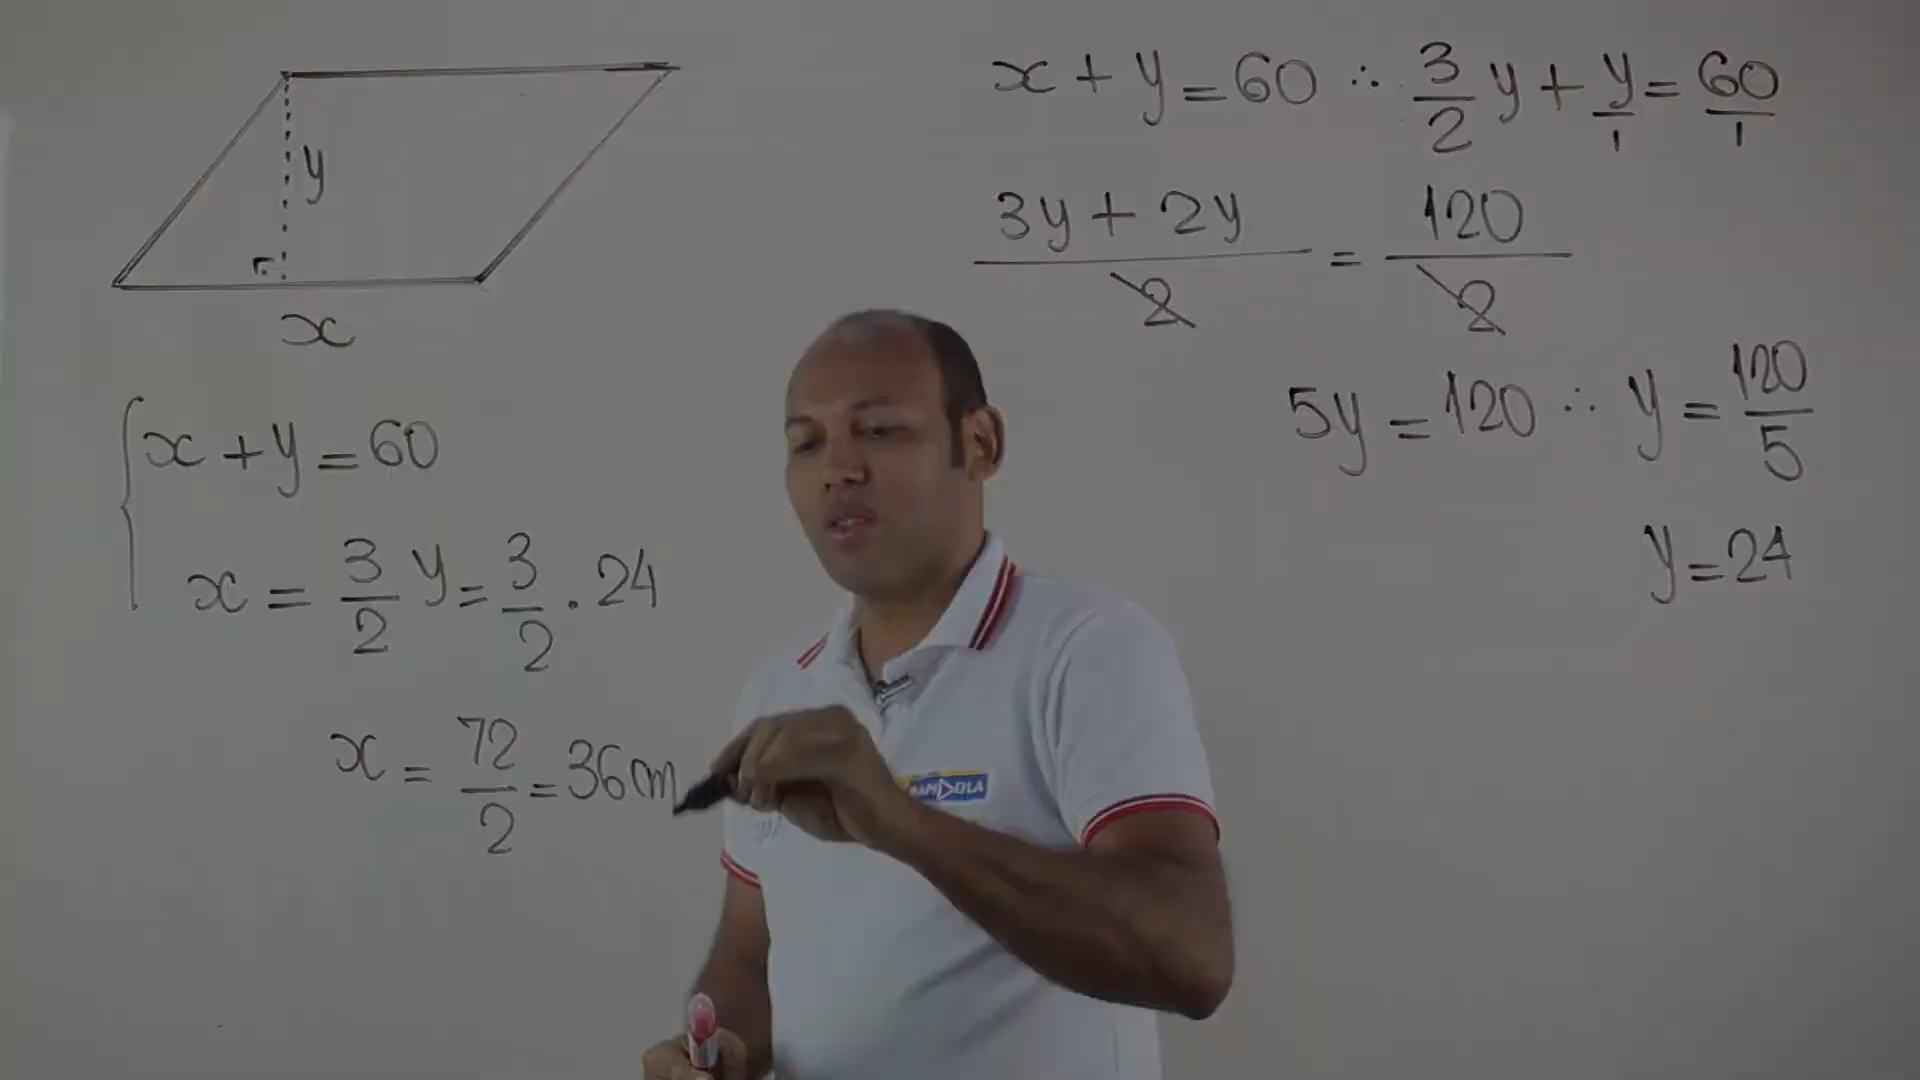 y
x
x + y = 60
x = 3/2 y = 3/2 . 24
x = 72/2 = 36cm
x + y = 60 ∴ 3/2 y + y/1 = 60/1
3y + 2y / 2 = 120 / 2
5y = 120 ∴ y = 120/5
y = 24